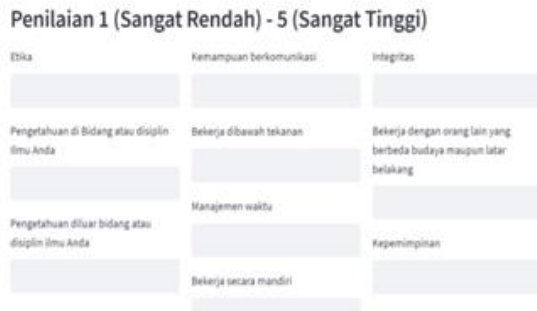 Penilaian 1 (Sangat Rendah) - 5 (Sangat Tinggi)
Etika
Pengetahuan di Bidang atau disiplin
Ilmu Anda
Pengetahuan diluar bidang atau
disiplin ilmu Anda
Kemampuan berkomunikasi
Bekerja dibawah tekanan
Manajemen waktu
Bekerja secara mandiri
Integritas
Bekerja dengan orang lain yang
berbeda budaya maupun latar
belakang
Kepemimpinan